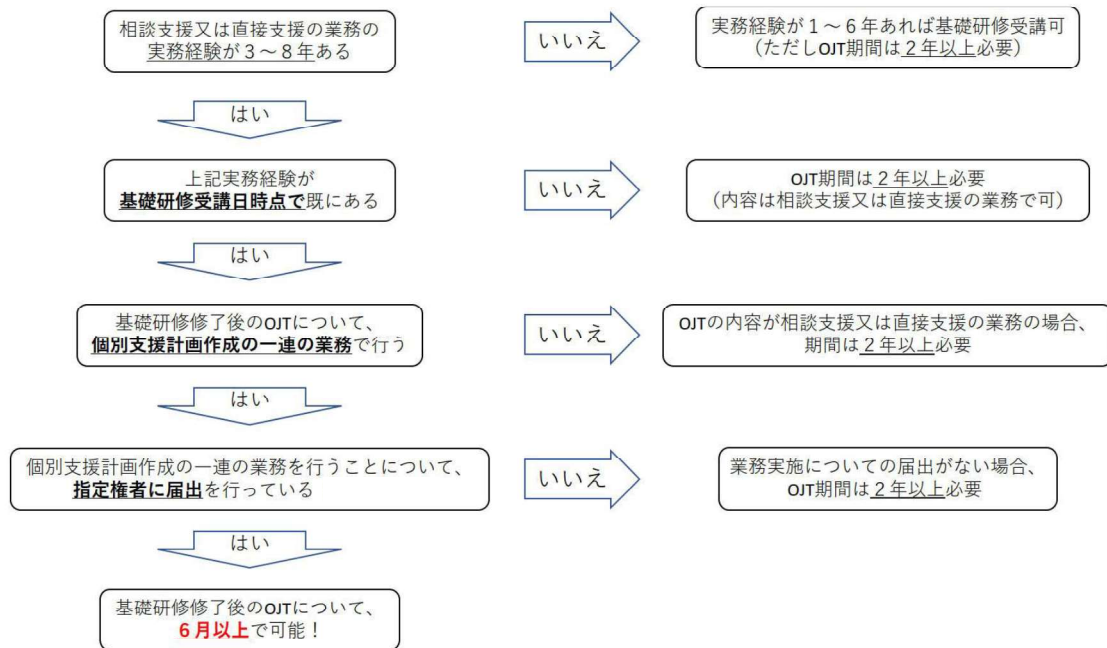 相談支援又は直接支援の業務の
実務経験が３～８年ある
いいえ
実務経験が１～６年あれば基礎研修受講可
（ただしOJT期間は２年以上必要）
はい
上記実務経験が
基礎研修受講日時点で既にある
いいえ
OJT期間は２年以上必要
（内容は相談支援又は直接支援の業務で可）
はい
基礎研修修了後のOJTについて、
個別支援計画作成の一連の業務で行う
いいえ
OJTの内容が相談支援又は直接支援の業務の場合、
期間は２年以上必要
はい
個別支援計画作成の一連の業務を行うことについて、
指定権者に届出を行っている
いいえ
業務実施についての届出がない場合、
OJT期間は２年以上必要
はい
基礎研修修了後のOJTについて、
６月以上で可能！